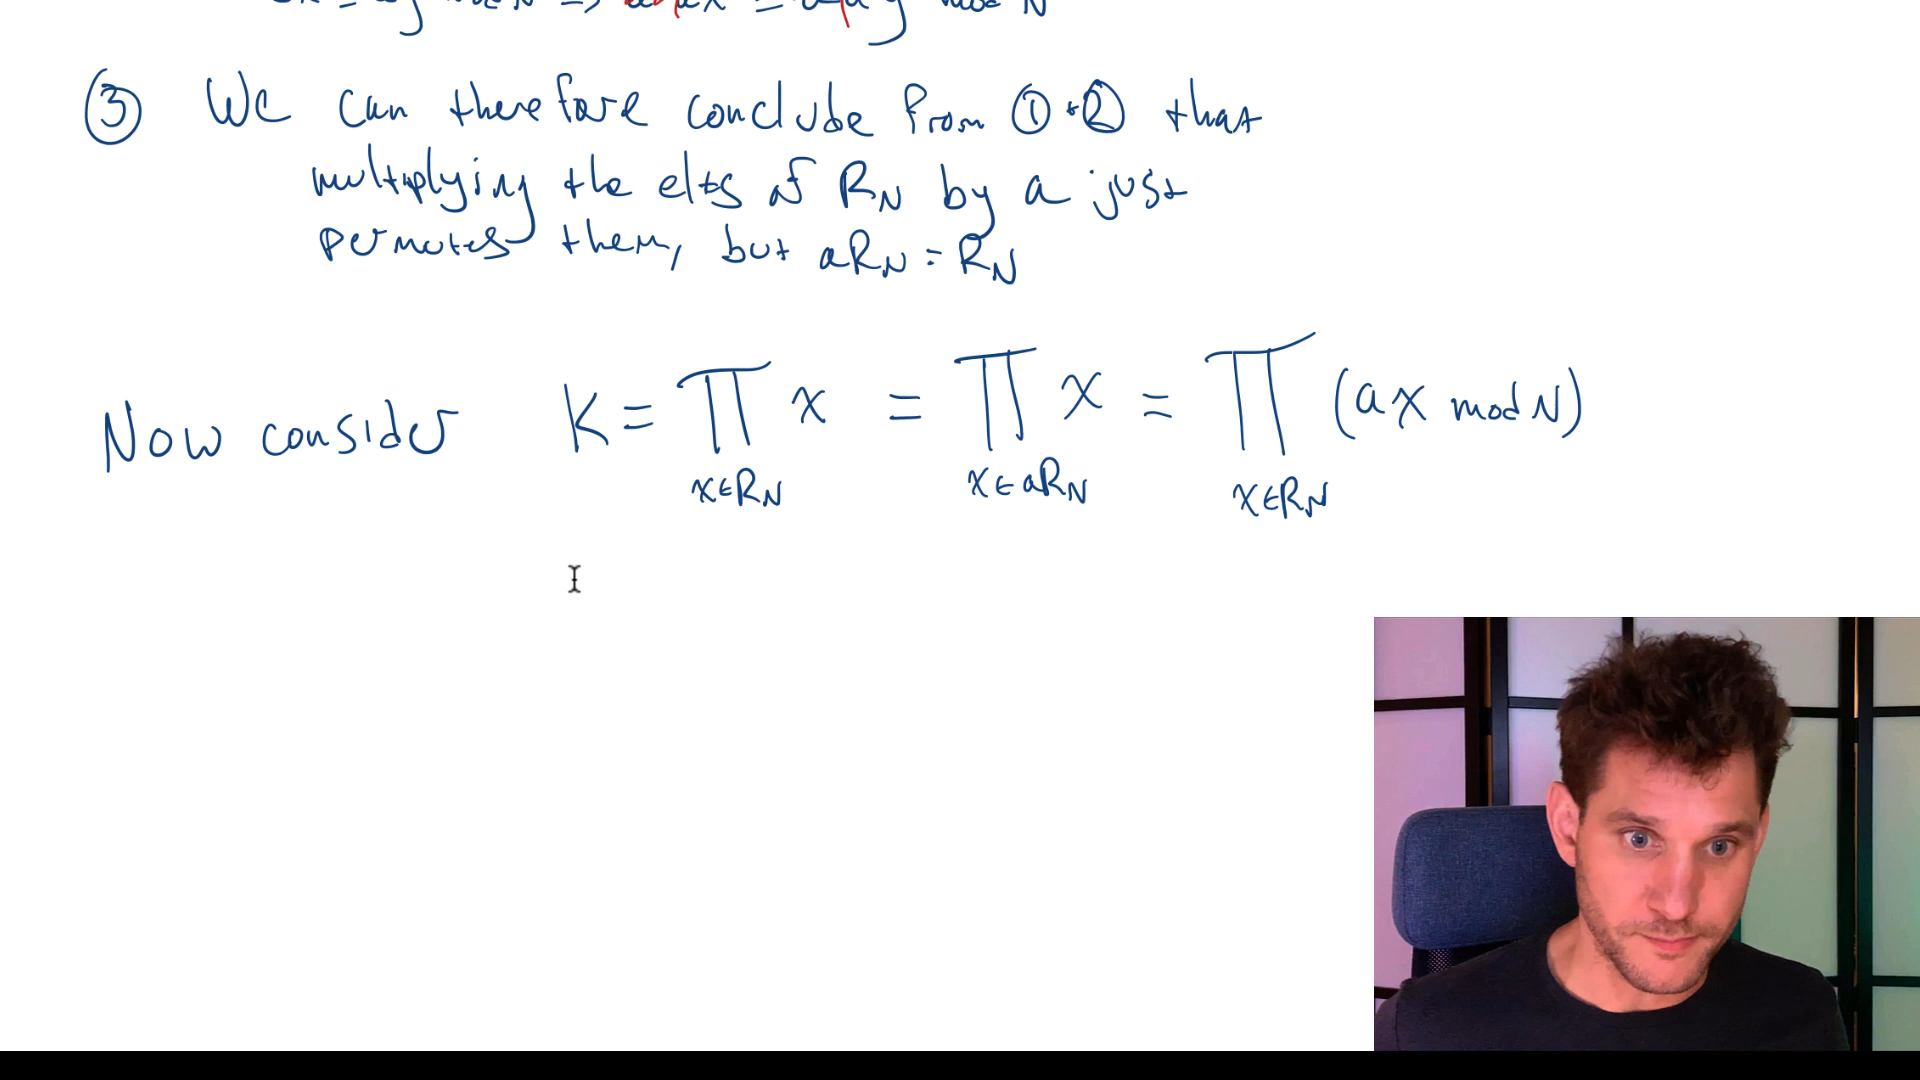 mod N
③ We can therefore conclude from ① + ② that
multiplying the elts of R_N by a just
permutes them, but aR_N = R_N
Now consider K = ∏ x = ∏ x = ∏ (ax mod N)
x∈R_N x∈aR_N x∈R_N